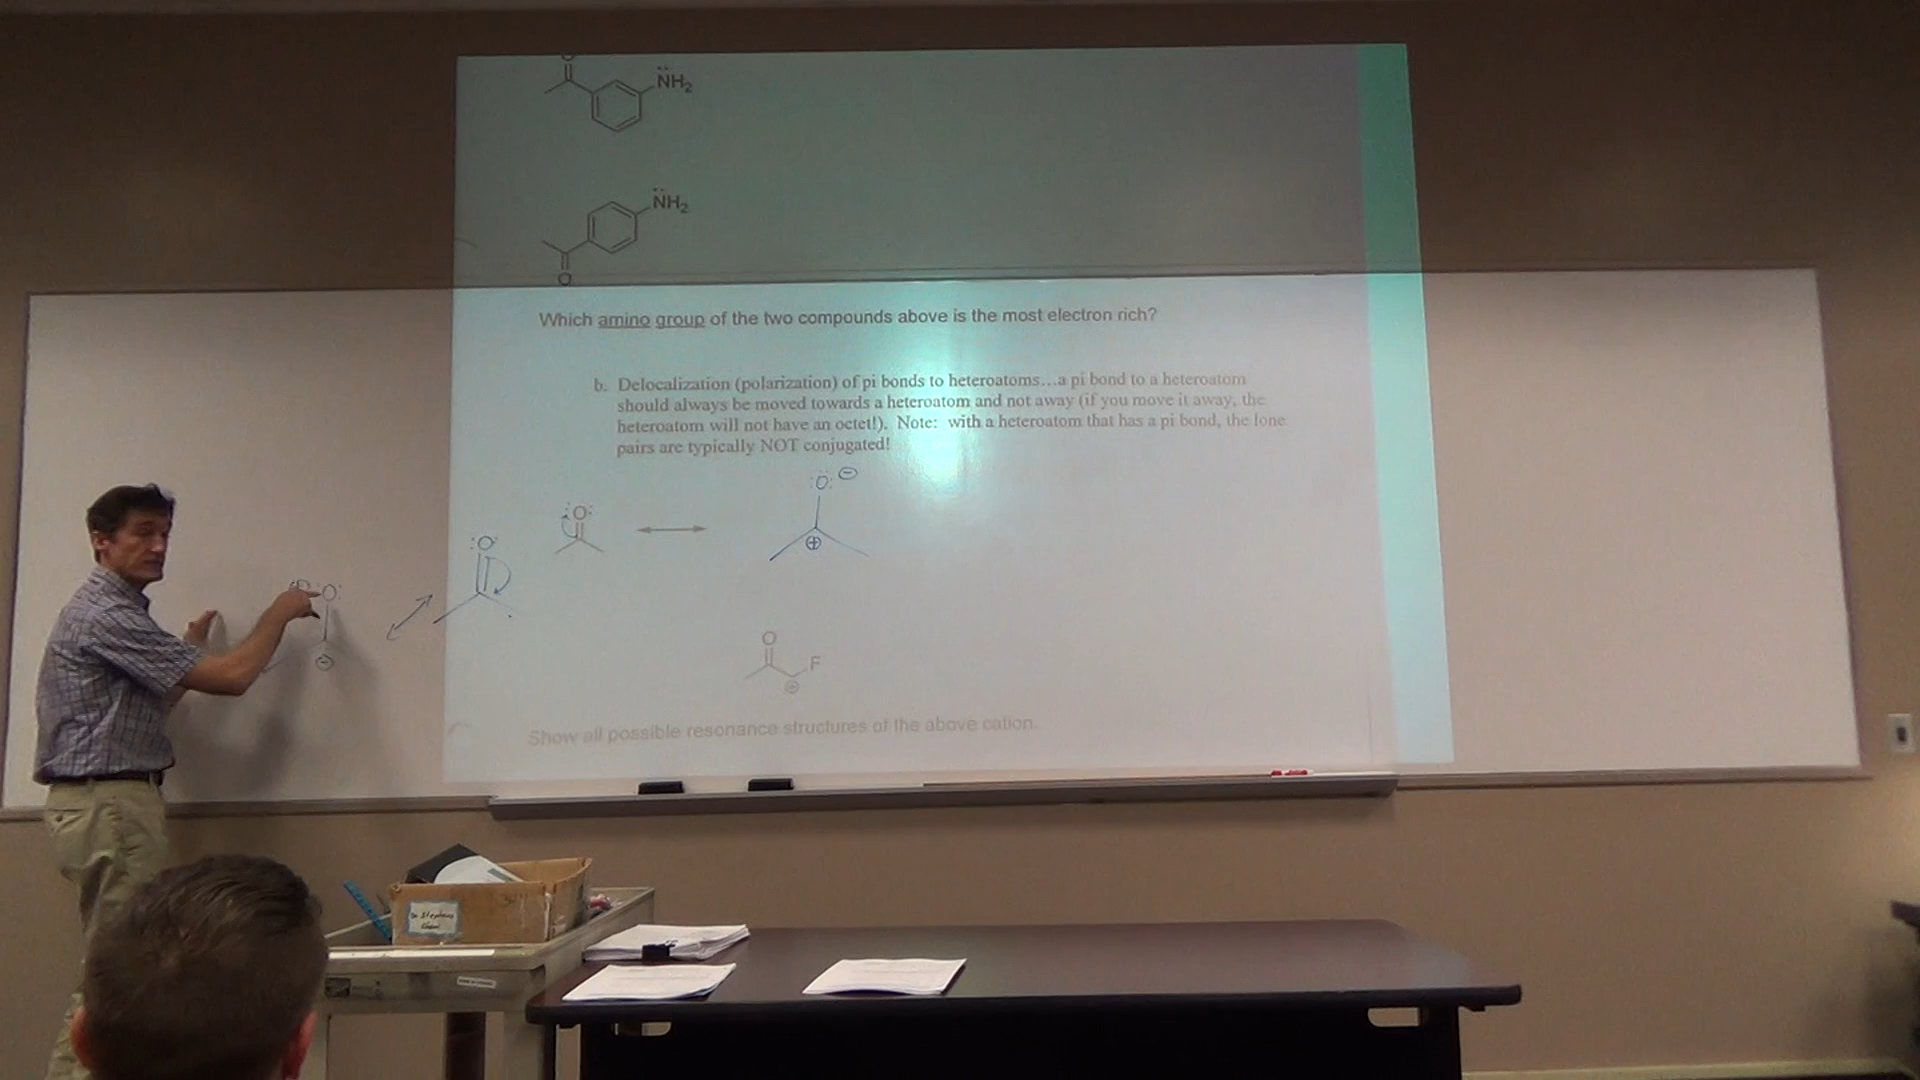 NH2
NH2
O
Which amino group of the two compounds above is the most electron rich?
b. Delocalization (polarization) of pi bonds to heteroatoms…a pi bond to a heteroatom
should always be moved towards a heteroatom and not away (if you move it away, the
heteroatom will not have an octet!). Note: with a heteroatom that has a pi bond, the lone
pairs are typically NOT conjugated!
:O: ⊖
:O:
⊕
:O:
O:
⊖
O
F
⊕
Show all possible resonance structures of the above cation.
Dr Stephens